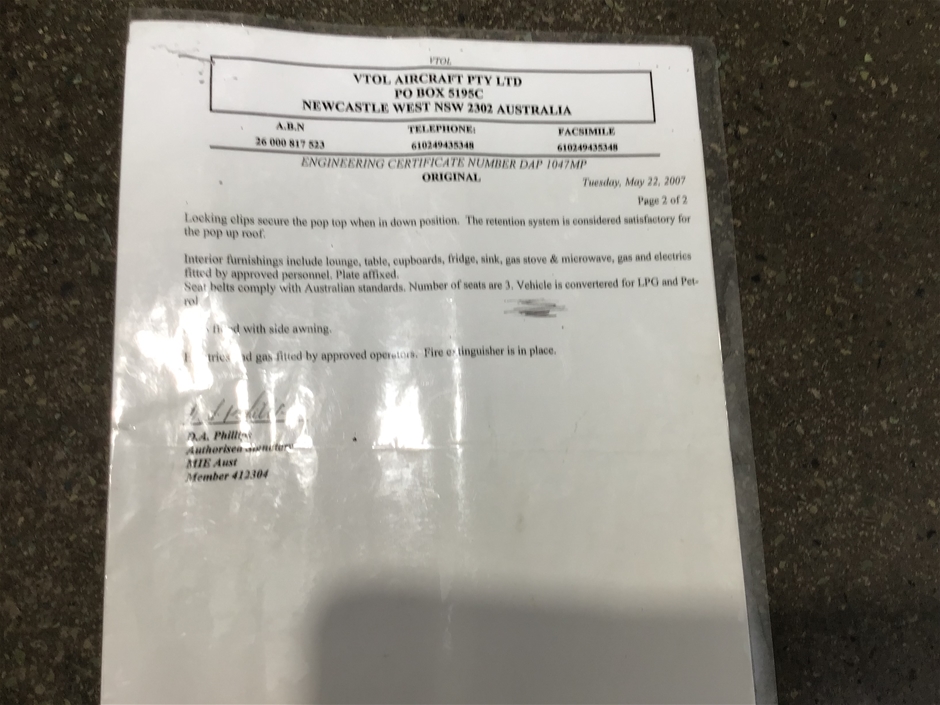 VTOL
VTOL AIRCRAFT PTY LTD
PO BOX 5195C
NEWCASTLE WEST NSW 2302 AUSTRALIA
A.B.N TELEPHONE: FACSIMILE
26 000 817 523 610249435348 610249435348
ENGINEERING CERTIFICATE NUMBER DAP 1047MP
ORIGINAL
Tuesday, May 22, 2007
Page 2 of 2
Locking clips secure the pop top when in down position. The retention system is considered satisfactory for
the pop up roof.
Interior furnishings include lounge, table, cupboards, fridge, sink, gas stove & microwave, gas and electrics
fitted by approved personnel. Plate affixed.
Seat belts comply with Australian standards. Number of seats are 3. Vehicle is convertered for LPG and Pet-
rol
with side awning.
and gas fitted by approved operators. Fire extinguisher is in place.
D.A. Phillips
Authorised
MIE Aust
Member 412304